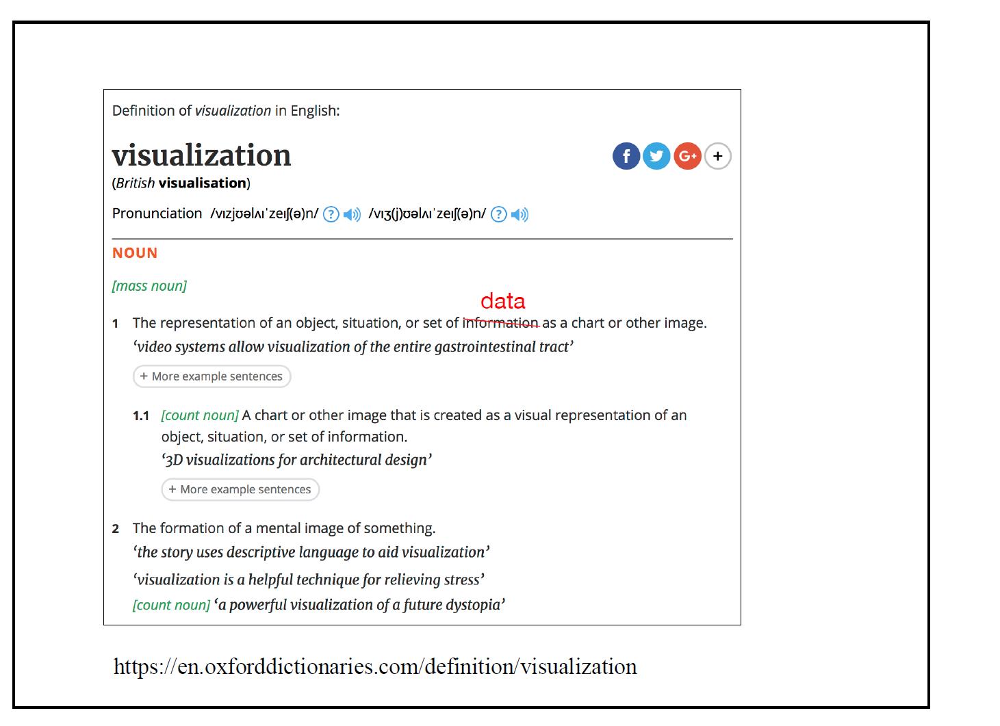 Definition of visualization in English:
visualization
(British visualisation)
f G+ +
Pronunciation /vɪzjʊəlʌɪˈzeɪʃ(ə)n/ ? /vɪʒ(j)ʊəlʌɪˈzeɪʃ(ə)n/ ?
NOUN
[mass noun]
data
1 The representation of an object, situation, or set of information as a chart or other image.
‘video systems allow visualization of the entire gastrointestinal tract’
+ More example sentences
1.1 [count noun] A chart or other image that is created as a visual representation of an
object, situation, or set of information.
‘3D visualizations for architectural design’
+ More example sentences
2 The formation of a mental image of something.
‘the story uses descriptive language to aid visualization’
‘visualization is a helpful technique for relieving stress’
[count noun] ‘a powerful visualization of a future dystopia’
https://en.oxforddictionaries.com/definition/visualization